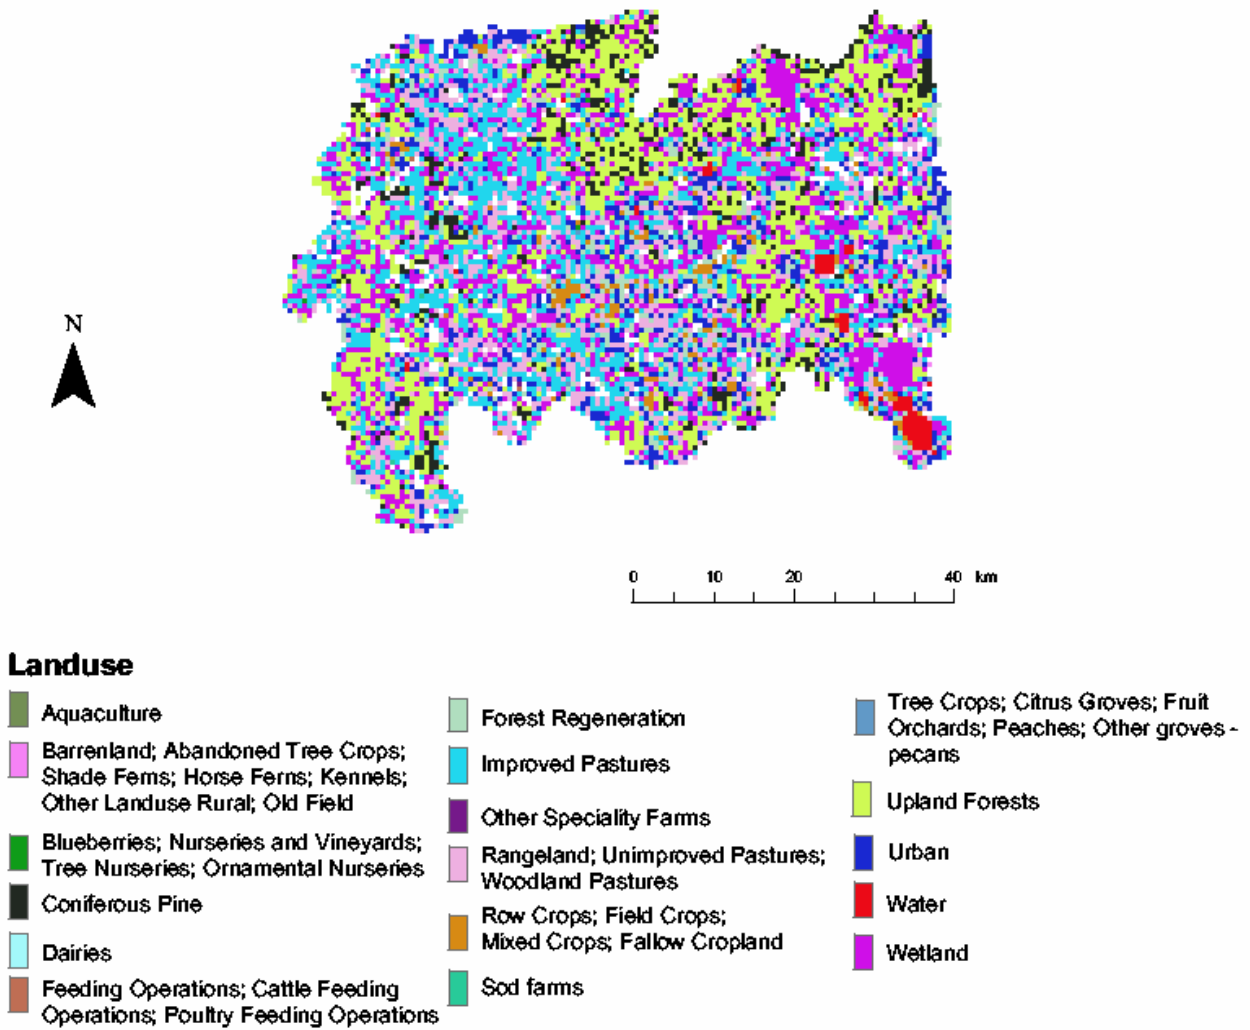 N
0 10 20 40 km
Landuse
Aquaculture
Barrenland; Abandoned Tree Crops;
Shade Ferns; Horse Ferns; Kennels;
Other Landuse Rural; Old Field
Blueberries; Nurseries and Vineyards;
Tree Nurseries; Ornamental Nurseries
Coniferous Pine
Dairies
Feeding Operations; Cattle Feeding
Operations; Poultry Feeding Operations
Forest Regeneration
Improved Pastures
Other Speciality Farms
Rangeland; Unimproved Pastures;
Woodland Pastures
Row Crops; Field Crops;
Mixed Crops; Fallow Cropland
Sod farms
Tree Crops; Citrus Groves; Fruit
Orchards; Peaches; Other groves -
pecans
Upland Forests
Urban
Water
Wetland